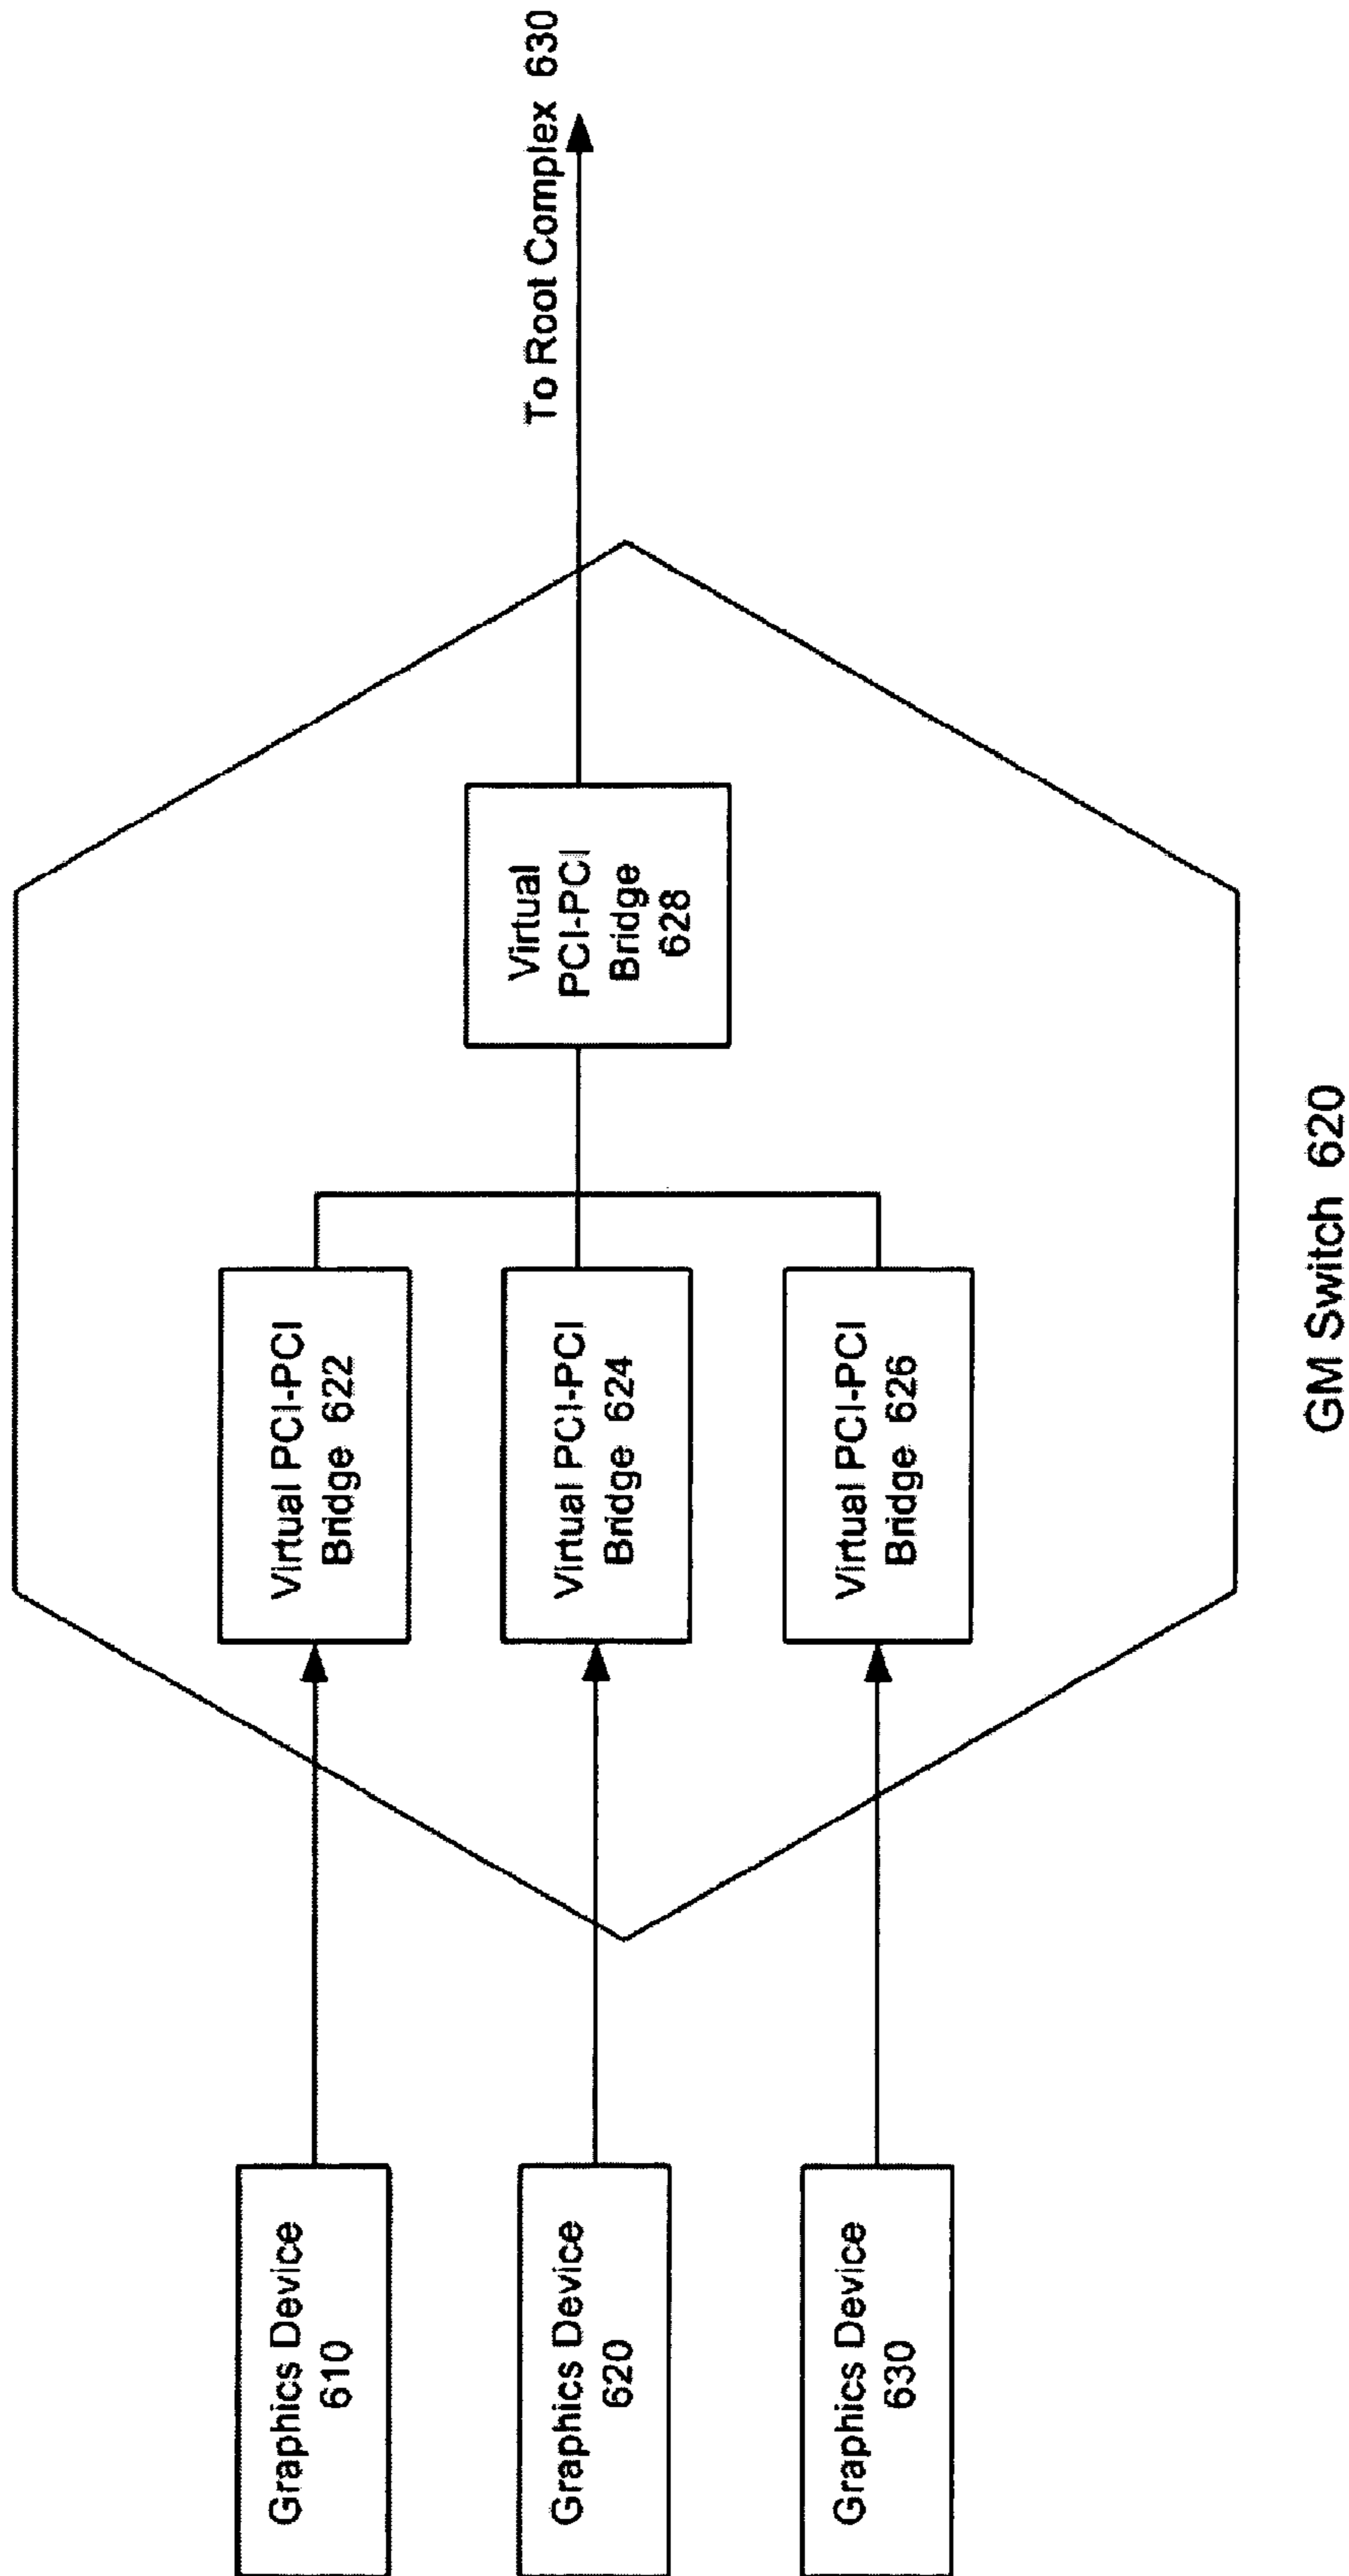 Graphics Device
610
Graphics Device
620
Graphics Device
630
Virtual PCI-PCI
Bridge 622
Virtual PCI-PCI
Bridge 624
Virtual PCI-PCI
Bridge 626
Virtual
PCI-PCI
Bridge
628
To Root Complex 630
GM Switch 620